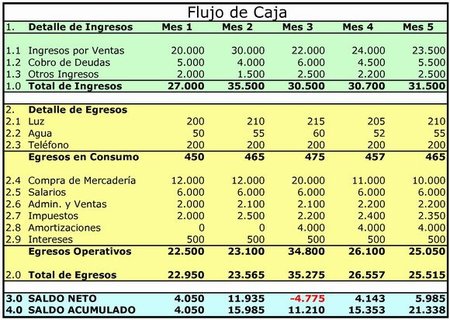 Flujo de Caja
1. Detalle de Ingresos Mes 1 Mes 2 Mes 3 Mes 4 Mes 5
1.1 Ingresos por Ventas 20.000 30.000 22.000 24.000 23.500
1.2 Cobro de Deudas 5.000 4.000 6.000 4.500 5.500
1.3 Otros Ingresos 2.000 1.500 2.500 2.200 2.500
1.0 Total de Ingresos 27.000 35.500 30.500 30.700 31.500
2. Detalle de Egresos
2.1 Luz 200 210 215 205 210
2.2 Agua 50 55 60 52 55
2.3 Teléfono 200 200 200 200 200
Egresos en Consumo 450 465 475 457 465
2.4 Compra de Mercadería 12.000 12.000 20.000 11.000 10.000
2.5 Salarios 6.000 6.000 6.000 6.000 6.000
2.6 Admin. y Ventas 2.000 2.100 2.100 2.200 2.200
2.7 Impuestos 2.000 2.500 2.200 2.400 2.350
2.8 Amortizaciones 0 0 4.000 4.000 4.000
2.9 Intereses 500 500 500 500 500
Egresos Operativos 22.500 23.100 34.800 26.100 25.050
2.0 Total de Egresos 22.950 23.565 35.275 26.557 25.515
3.0 SALDO NETO 4.050 11.935 -4.775 4.143 5.985
4.0 SALDO ACUMULADO 4.050 15.985 11.210 15.353 21.338